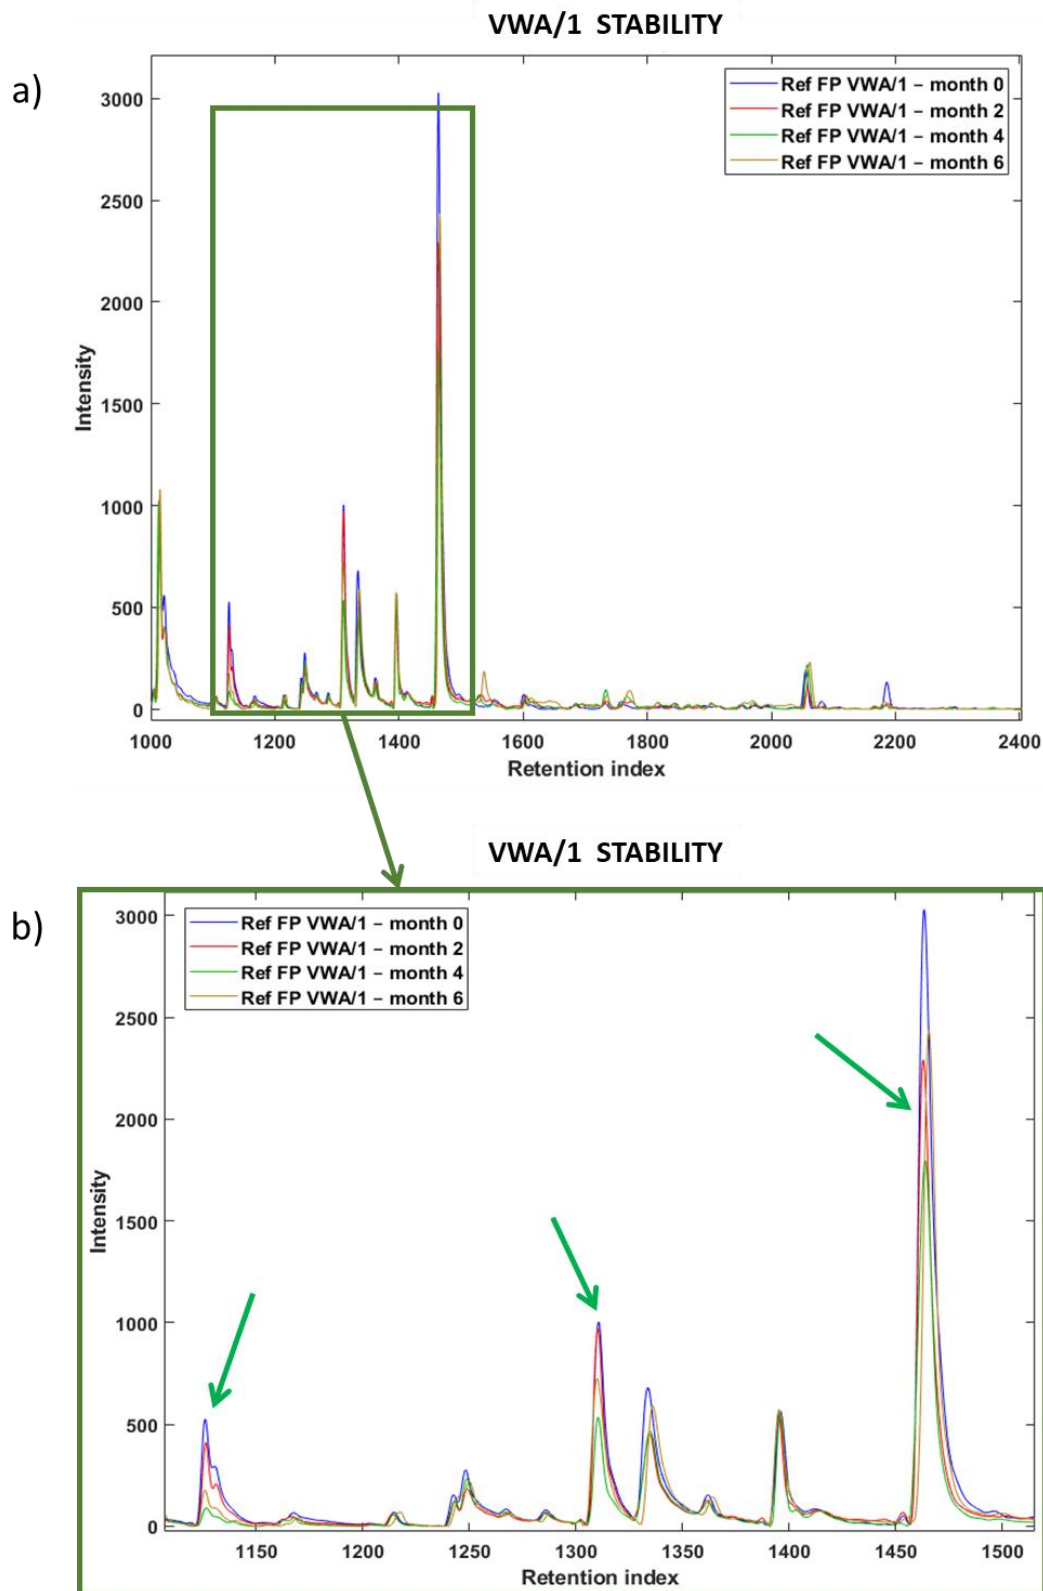 VWA/1 STABILITY
a)
3000
2500
2000
1500
1000
500
0
Intensity
Ref FP VWA/1 – month 0
Ref FP VWA/1 – month 2
Ref FP VWA/1 – month 4
Ref FP VWA/1 – month 6
1000 1200 1400 1600 1800 2000 2200 2400
Retention index
VWA/1 STABILITY
b)
3000
2500
2000
1500
1000
500
0
Intensity
Ref FP VWA/1 – month 0
Ref FP VWA/1 – month 2
Ref FP VWA/1 – month 4
Ref FP VWA/1 – month 6
1150 1200 1250 1300 1350 1400 1450 1500
Retention index